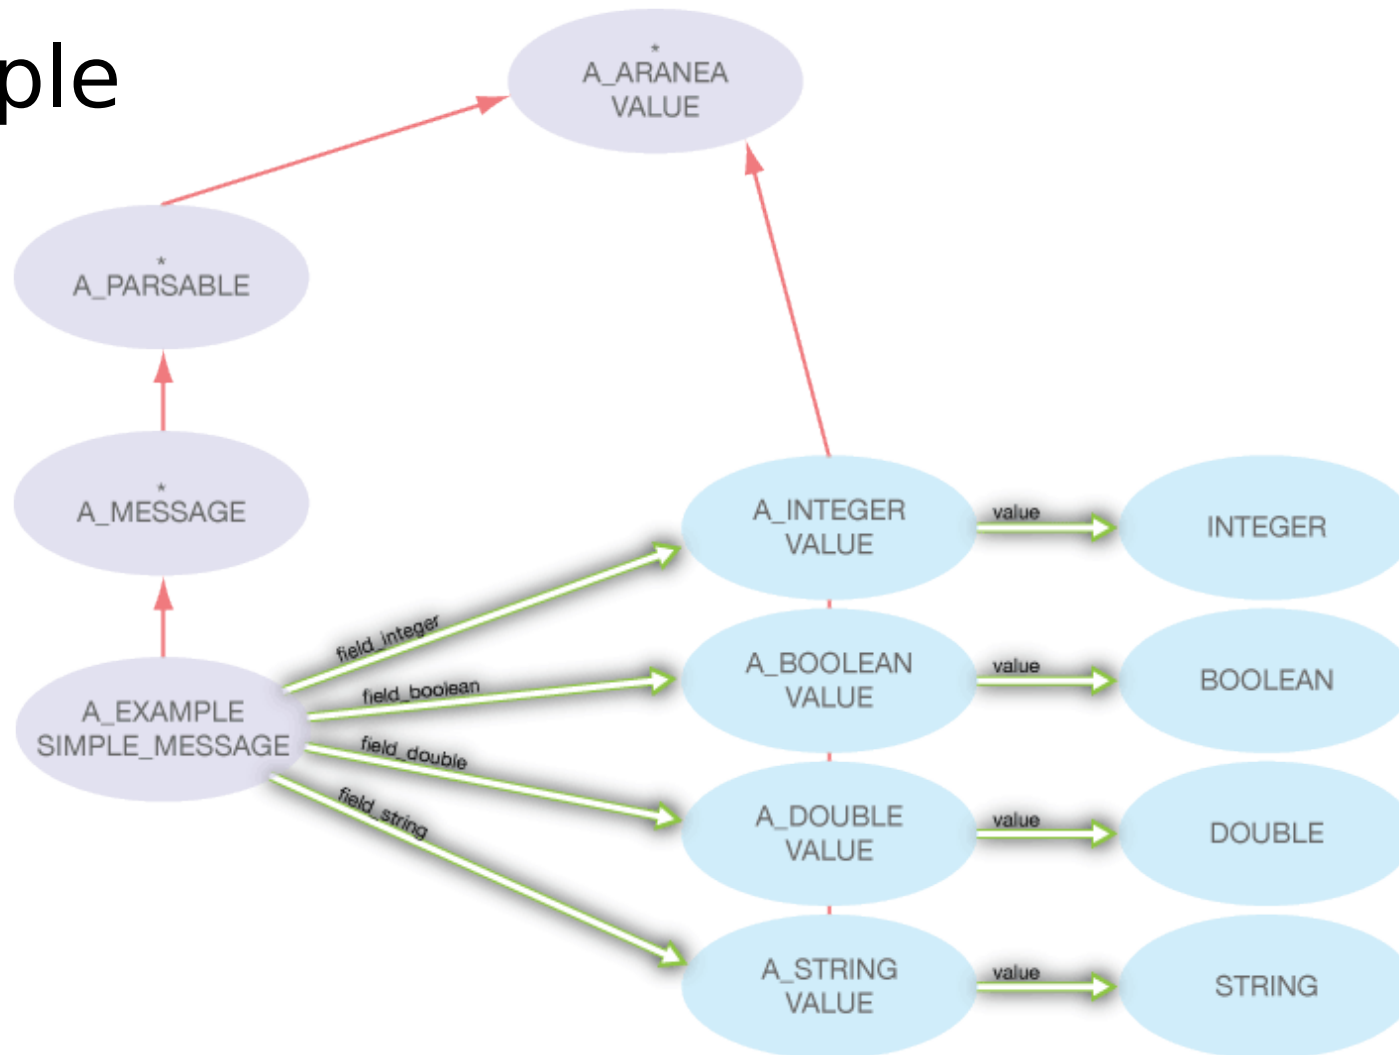 ple
*
A_ARANEA
VALUE
*
A_PARSABLE
*
A_MESSAGE
A_EXAMPLE
SIMPLE_MESSAGE
field_integer
field_boolean
field_double
field_string
A_INTEGER
VALUE
value
INTEGER
A_BOOLEAN
VALUE
value
BOOLEAN
A_DOUBLE
VALUE
value
DOUBLE
A_STRING
VALUE
value
STRING